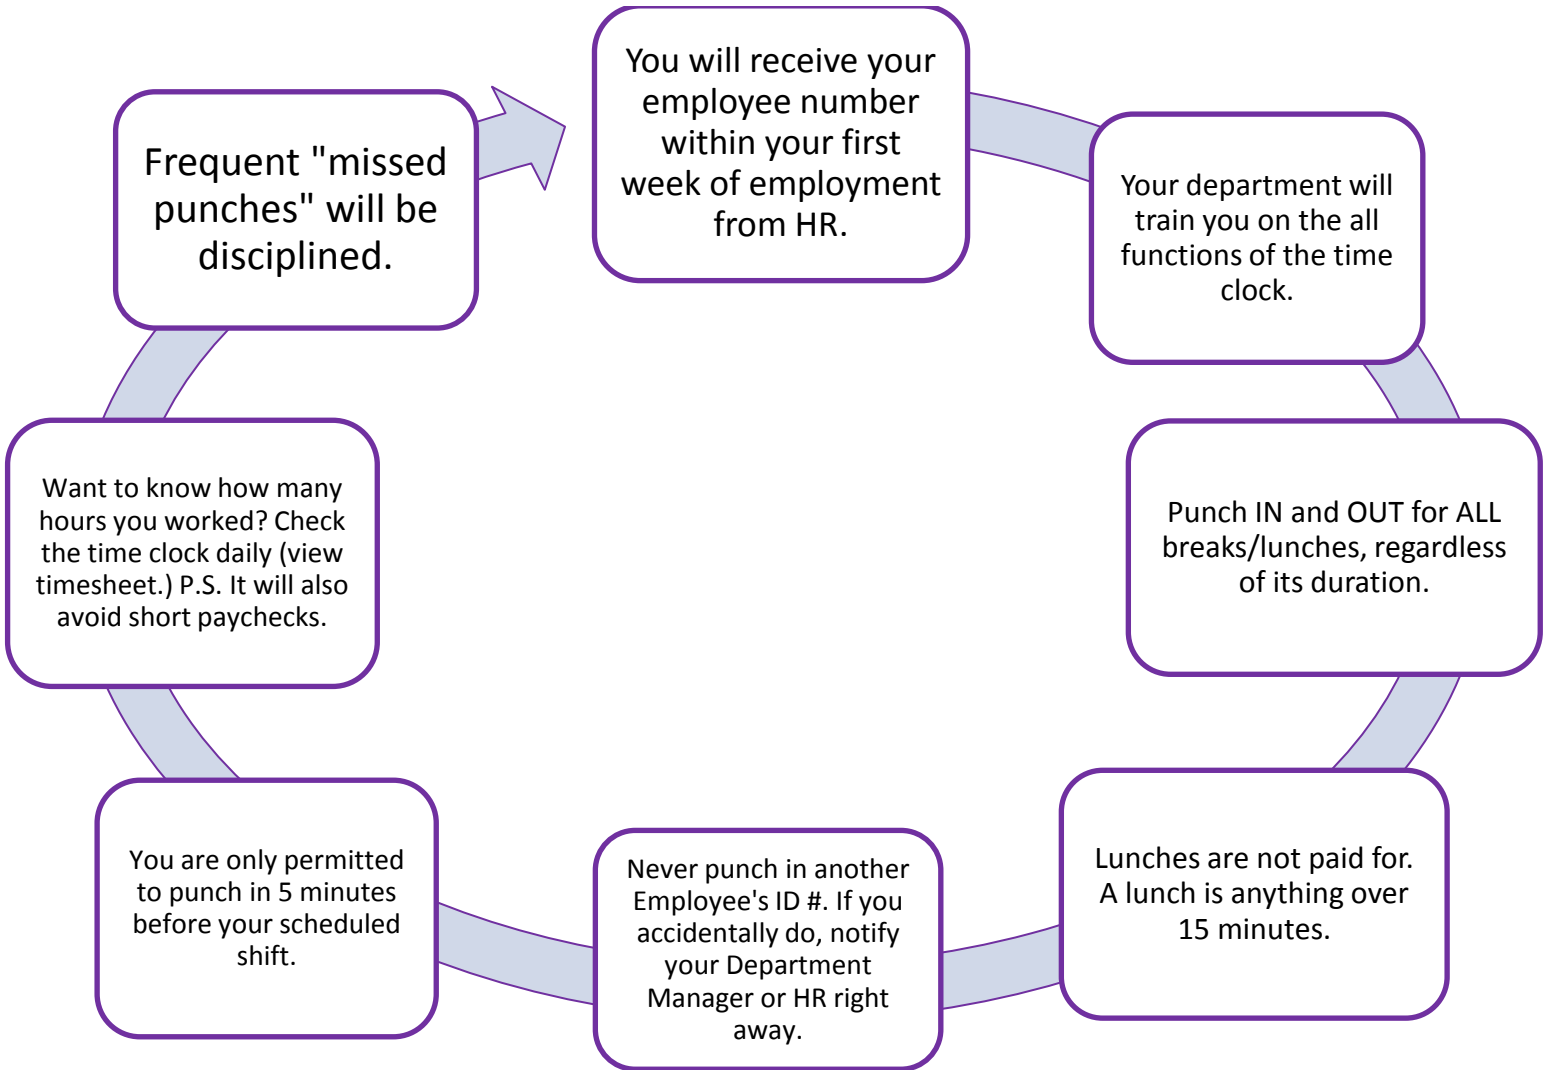 You will receive your
employee number
within your first
week of employment
from HR.
Your department will
train you on the all
functions of the time
clock.
Punch IN and OUT for ALL
breaks/lunches, regardless
of its duration.
Lunches are not paid for.
A lunch is anything over
15 minutes.
Never punch in another
Employee's ID #. If you
accidentally do, notify
your Department
Manager or HR right
away.
You are only permitted
to punch in 5 minutes
before your scheduled
shift.
Want to know how many
hours you worked? Check
the time clock daily (view
timesheet.) P.S. It will also
avoid short paychecks.
Frequent "missed
punches" will be
disciplined.